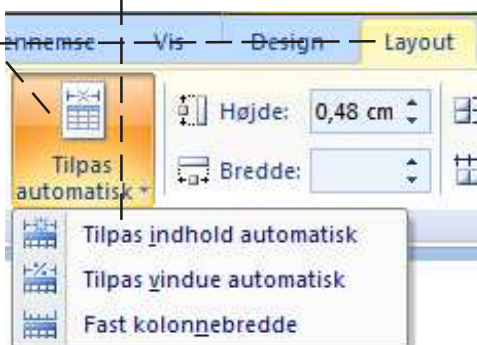 ennemse Vis Design Layout
Højde: 0,48 cm
Tilpas
automatisk
Bredde:
Tilpas indhold automatisk
Tilpas vindue automatisk
Fast kolonnebredde